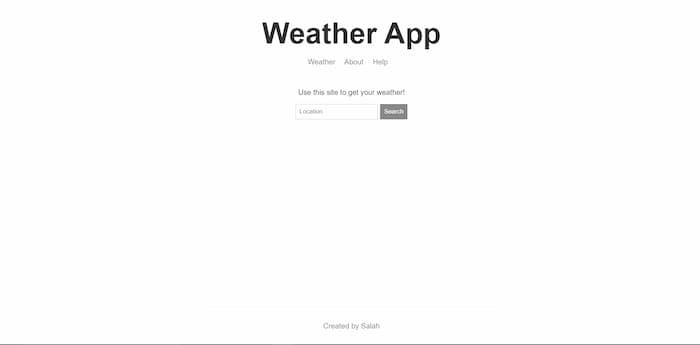 Weather App
Weather About Help
Use this site to get your weather!
Location Search
Created by Salah